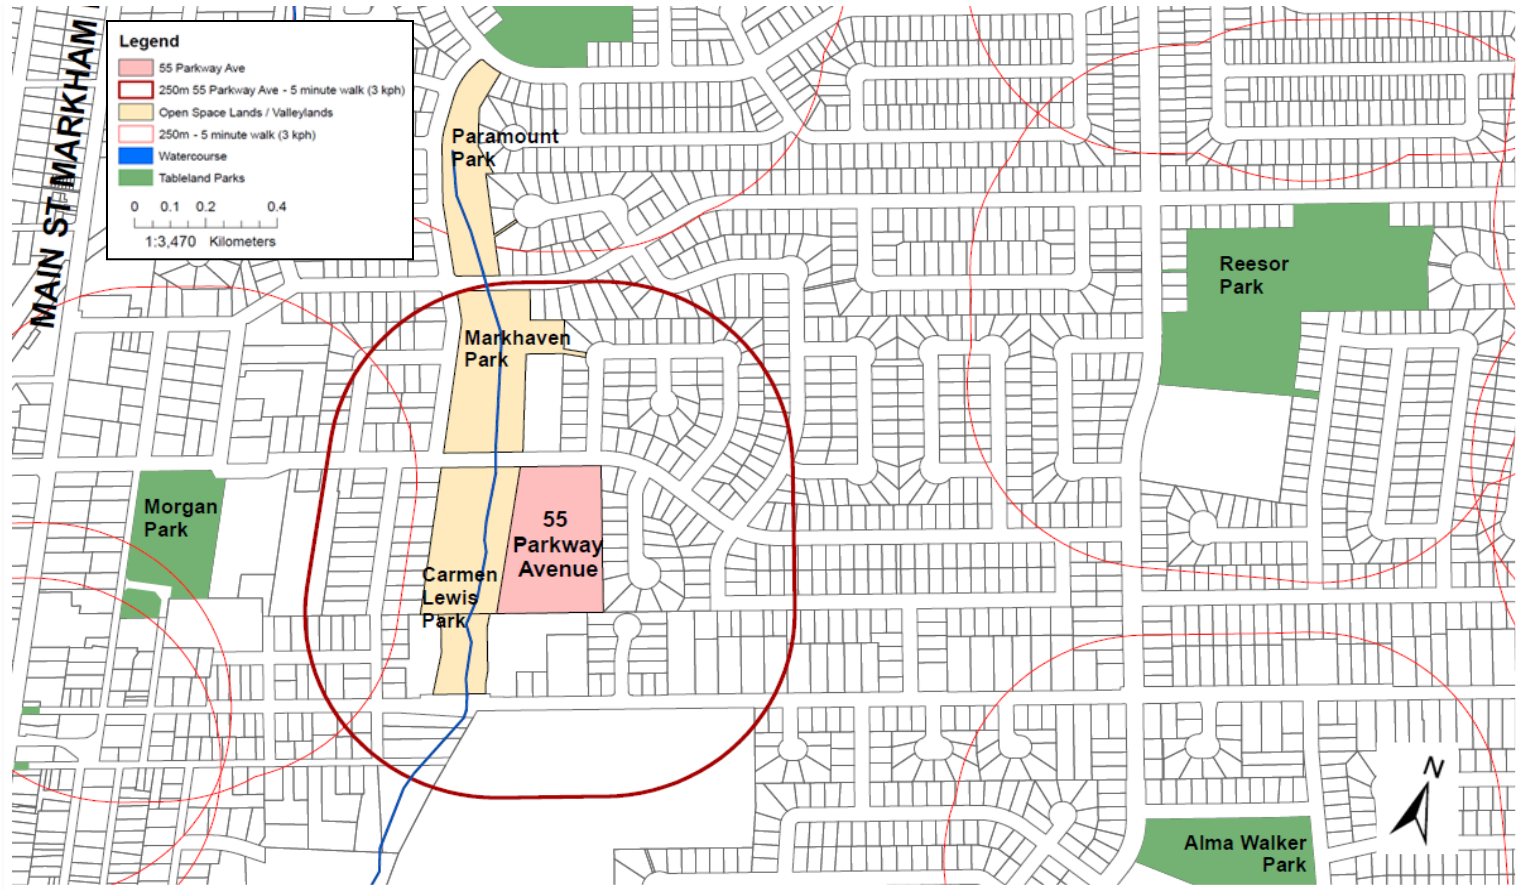 MAIN ST MARKHAM
Legend
55 Parkway Ave
250m 55 Parkway Ave - 5 minute walk (3 kph)
Open Space Lands / Valleylands
250m - 5 minute walk (3 kph)
Watercourse
Tableland Parks
0 0.1 0.2 0.4
1:3,470 Kilometers
Paramount
Park
Reesor
Park
Markhaven
Park
Morgan
Park
55
Parkway
Avenue
Carmen
Lewis
Park
N
Alma Walker
Park